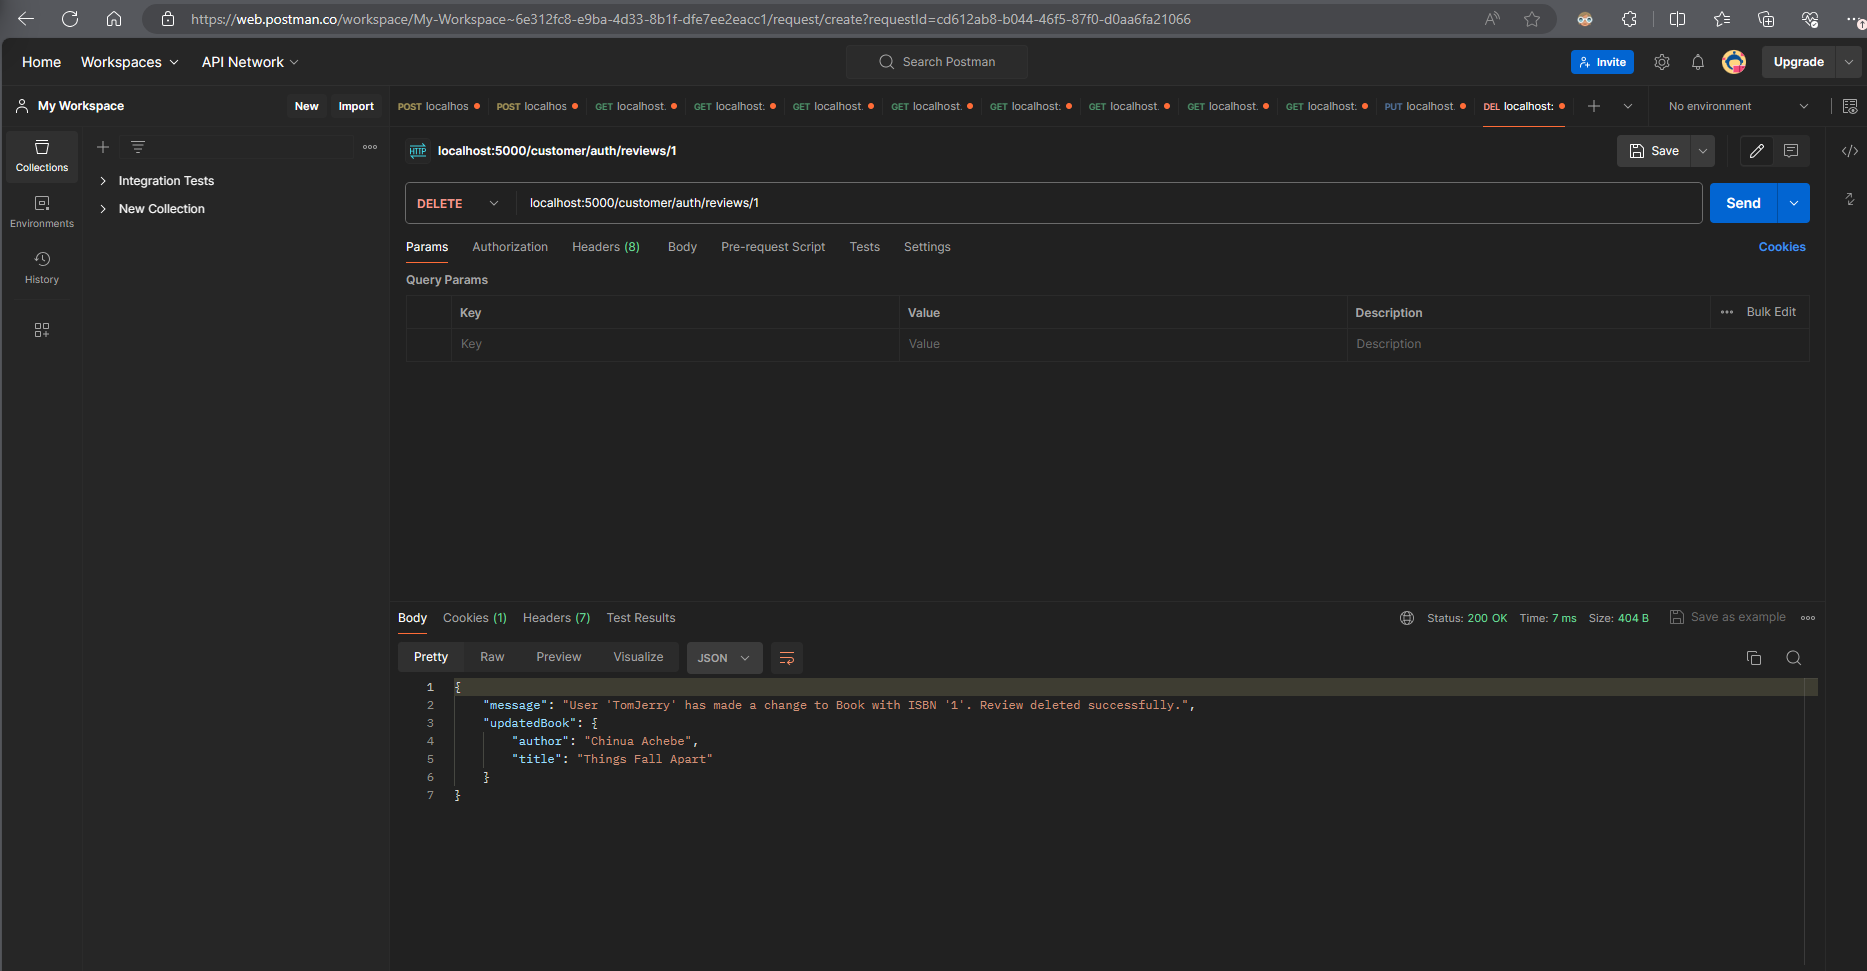 https://web.postman.co/workspace/My-Workspace~6e312fc8-e9ba-4d33-8b1f-dfe7ee2eacc1/request/create?requestId=cd612ab8-b044-46f5-87f0-d0aa6fa21066
Home Workspaces API Network Search Postman Invite Upgrade
My Workspace New Import
POST localhos POST localhos GET localhost. GET localhost: GET localhost. GET localhost. GET localhost: GET localhost. GET localhost. GET localhost: PUT localhost. DEL localhost: No environment
Collections
Environments
History
Integration Tests
New Collection
HTTP localhost:5000/customer/auth/reviews/1 Save
DELETE localhost:5000/customer/auth/reviews/1 Send
Params Authorization Headers (8) Body Pre-request Script Tests Settings Cookies
Query Params
Key Value Description Bulk Edit
Key Value Description
Body Cookies (1) Headers (7) Test Results Status: 200 OK Time: 7 ms Size: 404 B Save as example
Pretty Raw Preview Visualize JSON
1 {
2 "message": "User 'TomJerry' has made a change to Book with ISBN '1'. Review deleted successfully.",
3 "updatedBook": {
4 "author": "Chinua Achebe",
5 "title": "Things Fall Apart"
6 }
7 }